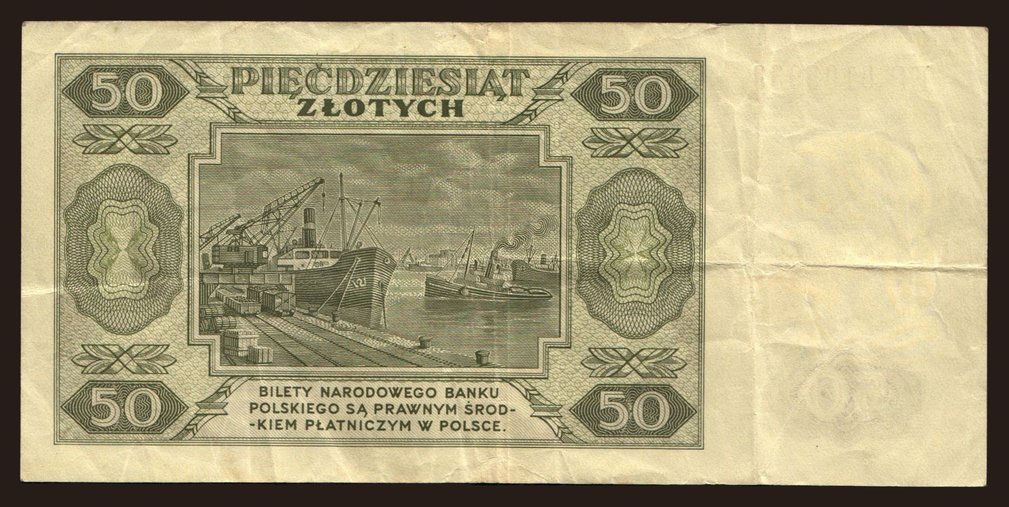 50
PIĘĆDZIESIĄT
50
ZŁOTYCH
BILETY NARODOWEGO BANKU
POLSKIEGO SĄ PRAWNYM ŚROD-
-KIEM PŁATNICZYM W POLSCE.
50
50